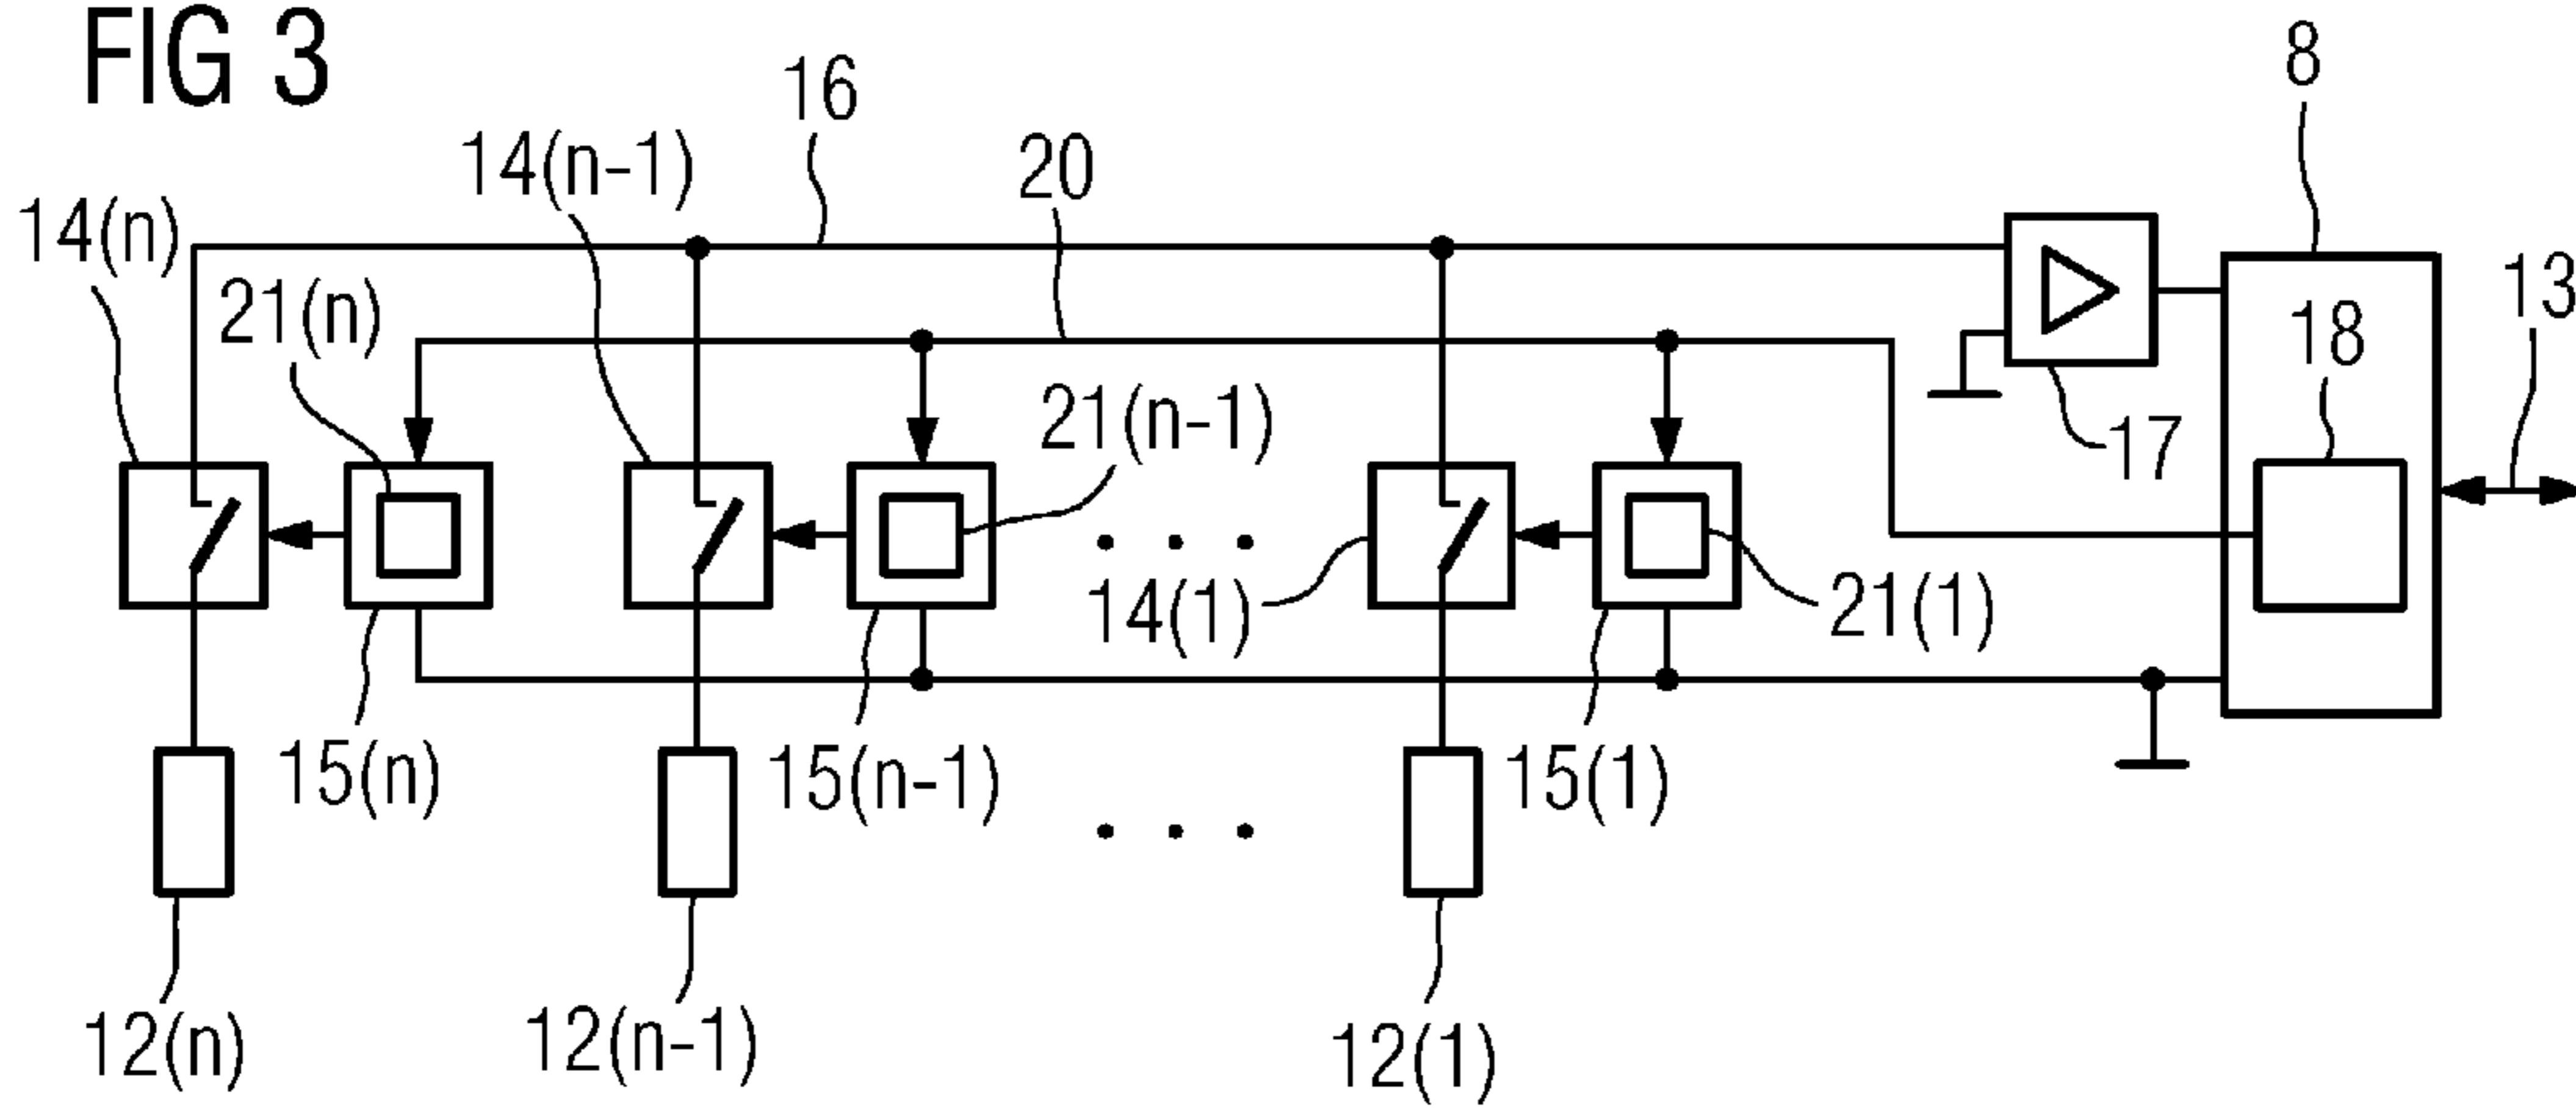 FIG 3
8
16
14(n-1)
20
14(n)
21(n)
13
18
21(n-1)
17
14(1)
21(1)
15(n)
15(n-1)
15(1)
12(n)
12(n-1)
12(1)